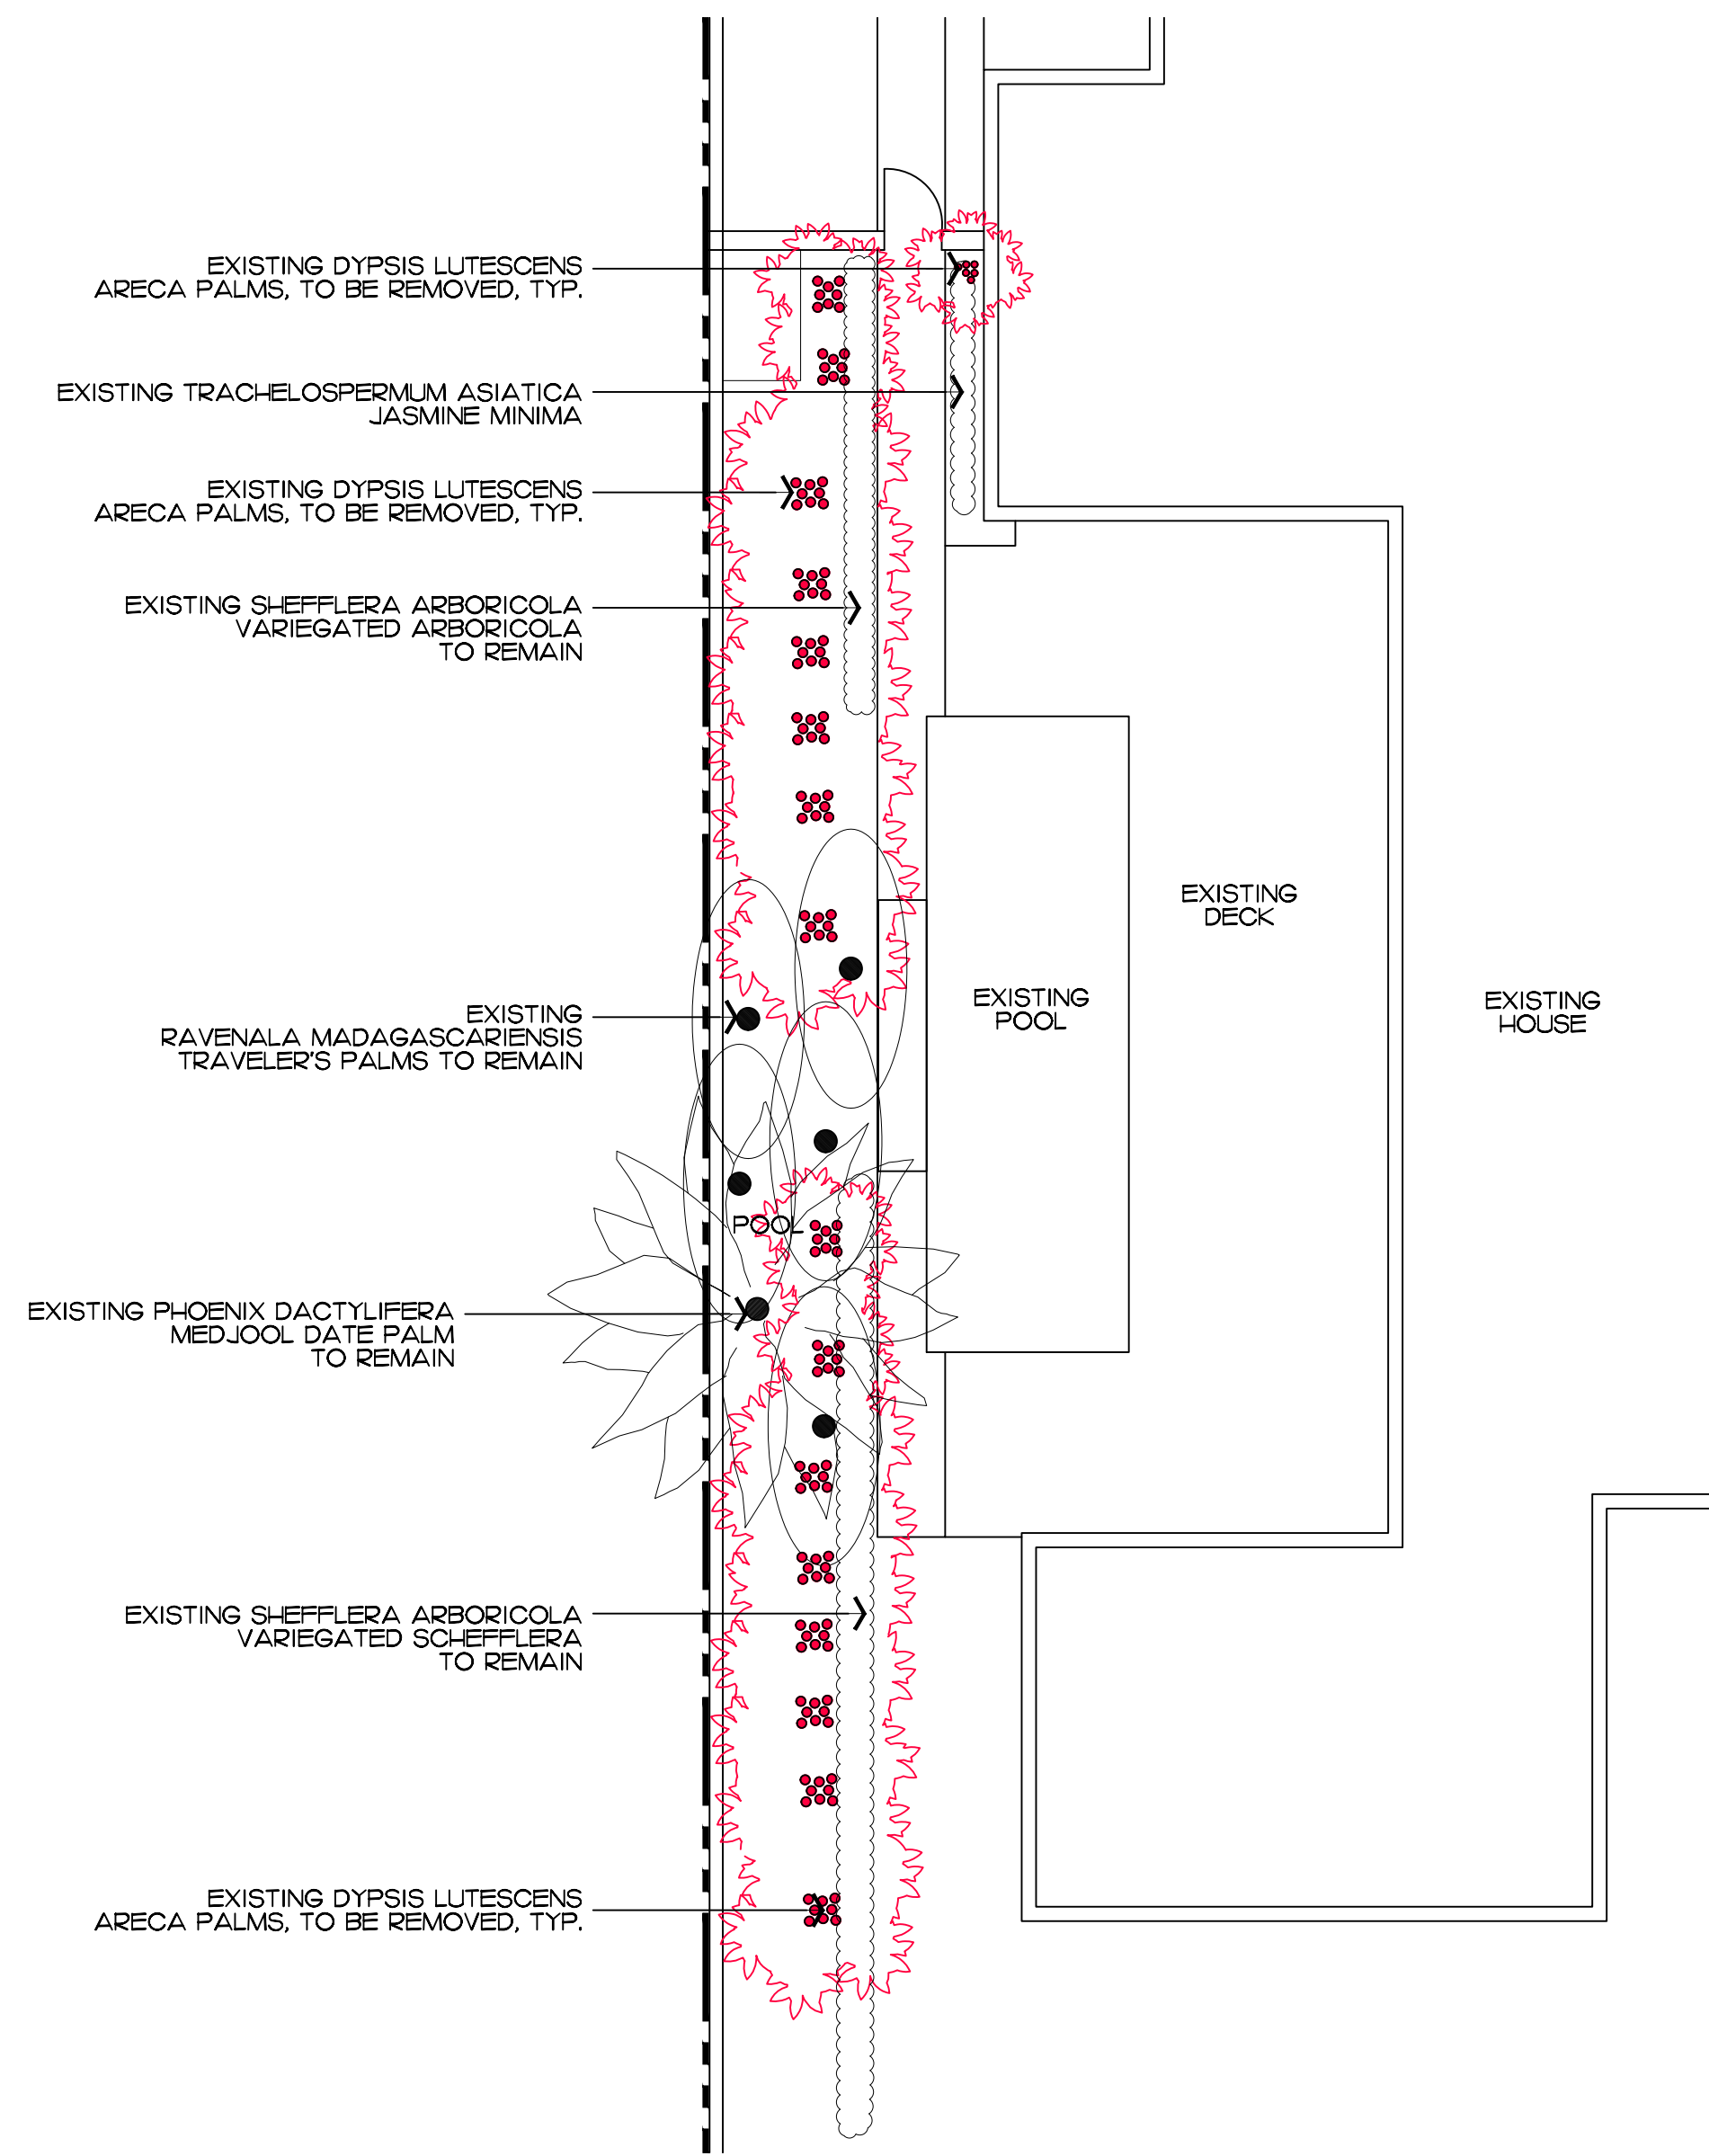 EXISTING DYPSIS LUTESCENS
ARECA PALMS, TO BE REMOVED, TYP.
EXISTING TRACHELOSPERMUM ASIATICA
JASMINE MINIMA
EXISTING DYPSIS LUTESCENS
ARECA PALMS, TO BE REMOVED, TYP.
EXISTING SHEFFLERA ARBORICOLA
VARIEGATED ARBORICOLA
TO REMAIN
EXISTING
DECK
EXISTING
POOL
EXISTING
HOUSE
EXISTING
RAVENALA MADAGASCARIENSIS
TRAVELER'S PALMS TO REMAIN
POOL
EXISTING PHOENIX DACTYLIFERA
MEDJOOL DATE PALM
TO REMAIN
EXISTING SHEFFLERA ARBORICOLA
VARIEGATED SCHEFFLERA
TO REMAIN
EXISTING DYPSIS LUTESCENS
ARECA PALMS, TO BE REMOVED, TYP.